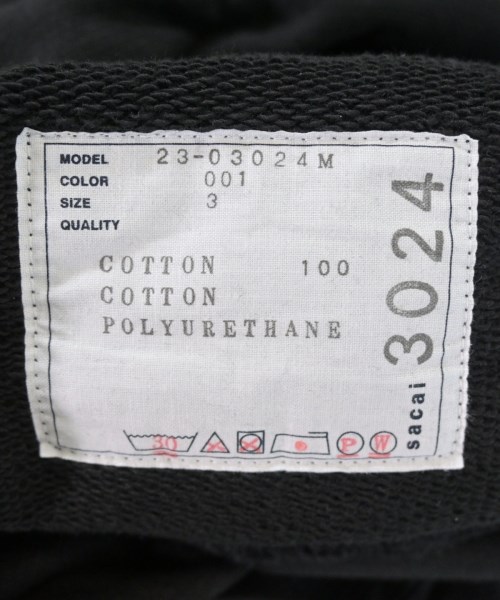 MODEL 23-03024M
COLOR 001
SIZE 3
QUALITY
COTTON 100
COTTON
POLYURETHANE
30
P W
sacai 3024